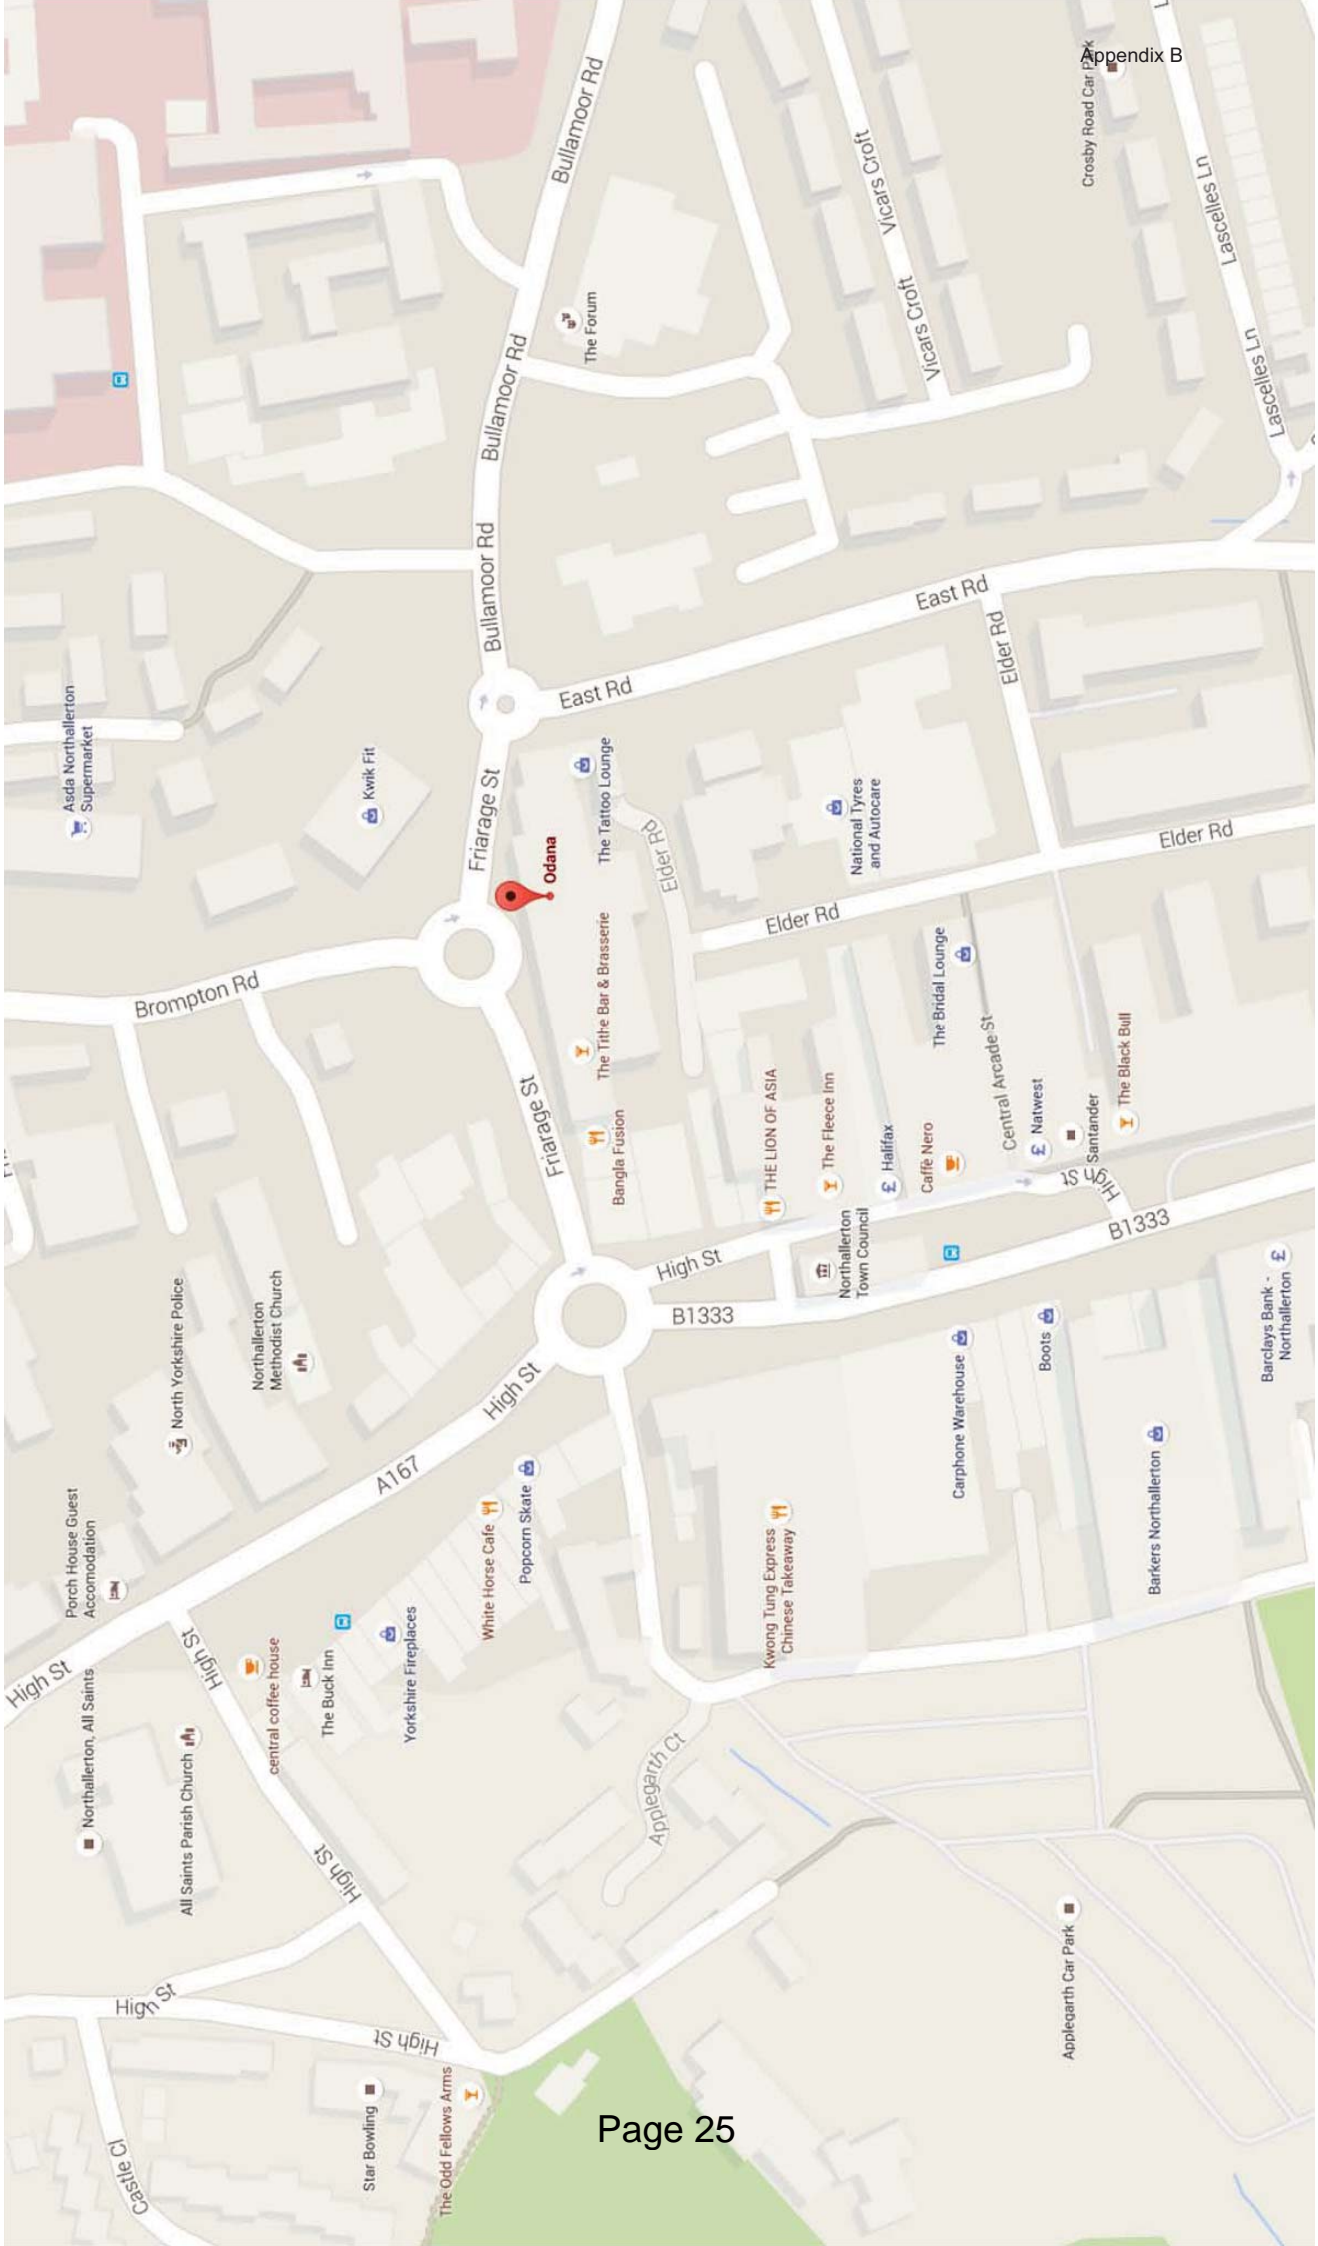 Appendix B
Crosby Road Car Park
Bullamoor Rd
Vicars Croft
Vicars Croft
Lascelles Ln
Lascelles Ln
The Forum
Bullamoor Rd
Bullamoor Rd
East Rd
East Rd
Elder Rd
Asda Northallerton
Supermarket
Kwik Fit
Friarage St
Odana
The Tattoo Lounge
Elder Rd
National Tyres
and Autocare
Elder Rd
Elder Rd
Brompton Rd
The Tithe Bar & Brasserie
The Bridal Lounge
Central Arcade St
The Black Bull
Friarage St
Bangla Fusion
THE LION OF ASIA
The Fleece Inn
Halifax
Caffè Nero
Natwest
Santander
High St
B1333
High St
B1333
Northallerton
Town Council
North Yorkshire Police
Northallerton
Methodist Church
High St
A167
Carphone Warehouse
Boots
Barclays Bank -
Northallerton
Barkers Northallerton
Porch House Guest
Accomodation
White Horse Cafe
Popcorn Skate
Kwong Tung Express
Chinese Takeaway
High St
High St
central coffee house
The Buck Inn
Yorkshire Fireplaces
Northallerton, All Saints
All Saints Parish Church
High St
Applegarth Ct
Applegarth Car Park
High St
High St
Castle Cl
Star Bowling
The Odd Fellows Arms
Page 25